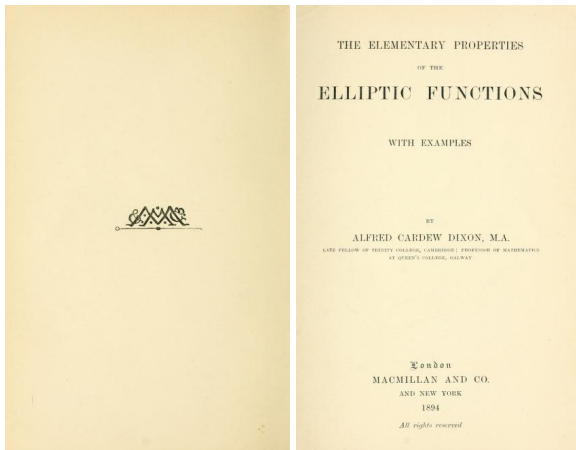 THE ELEMENTARY PROPERTIES
OF THE
ELLIPTIC FUNCTIONS
WITH EXAMPLES
BY
ALFRED CARDEW DIXON, M.A.
LATE FELLOW OF TRINITY COLLEGE, CAMBRIDGE; PROFESSOR OF MATHEMATICS
AT QUEEN'S COLLEGE, GALWAY
London
MACMILLAN AND CO.
AND NEW YORK
1894
All rights reserved